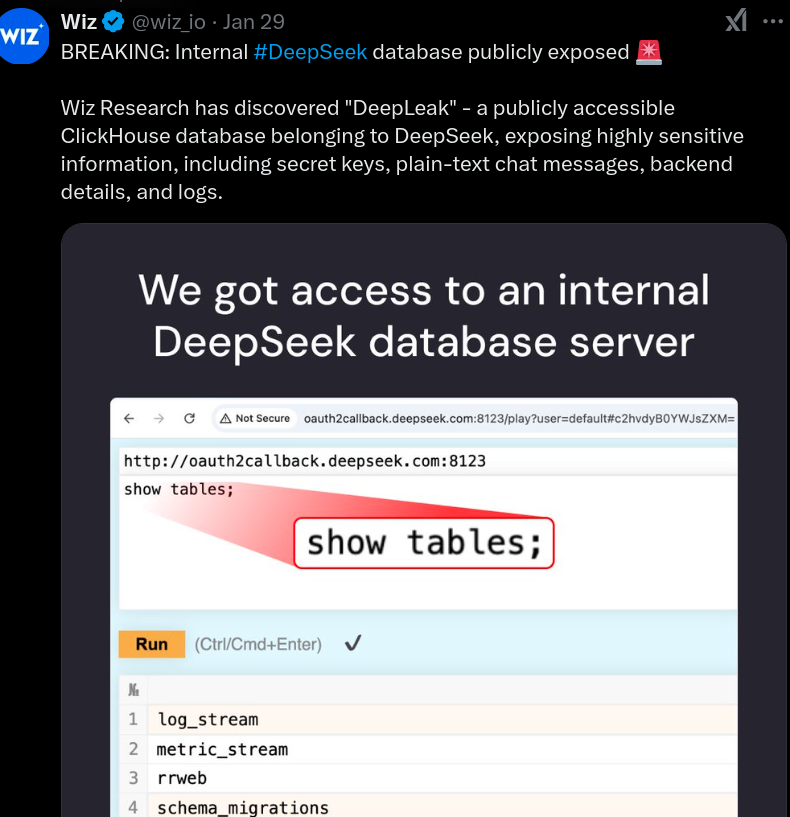 WIZ
Wiz @wiz_io · Jan 29
BREAKING: Internal #DeepSeek database publicly exposed 🚨
Wiz Research has discovered "DeepLeak" - a publicly accessible
ClickHouse database belonging to DeepSeek, exposing highly sensitive
information, including secret keys, plain-text chat messages, backend
details, and logs.
We got access to an internal
DeepSeek database server
Not Secure oauth2callback.deepseek.com:8123/play?user=default#c2hvdyB0YWJsZXM=
http://oauth2callback.deepseek.com:8123
show tables;
show tables;
Run (Ctrl/Cmd+Enter) ✓
№
1 log_stream
2 metric_stream
3 rrweb
4 schema_migrations